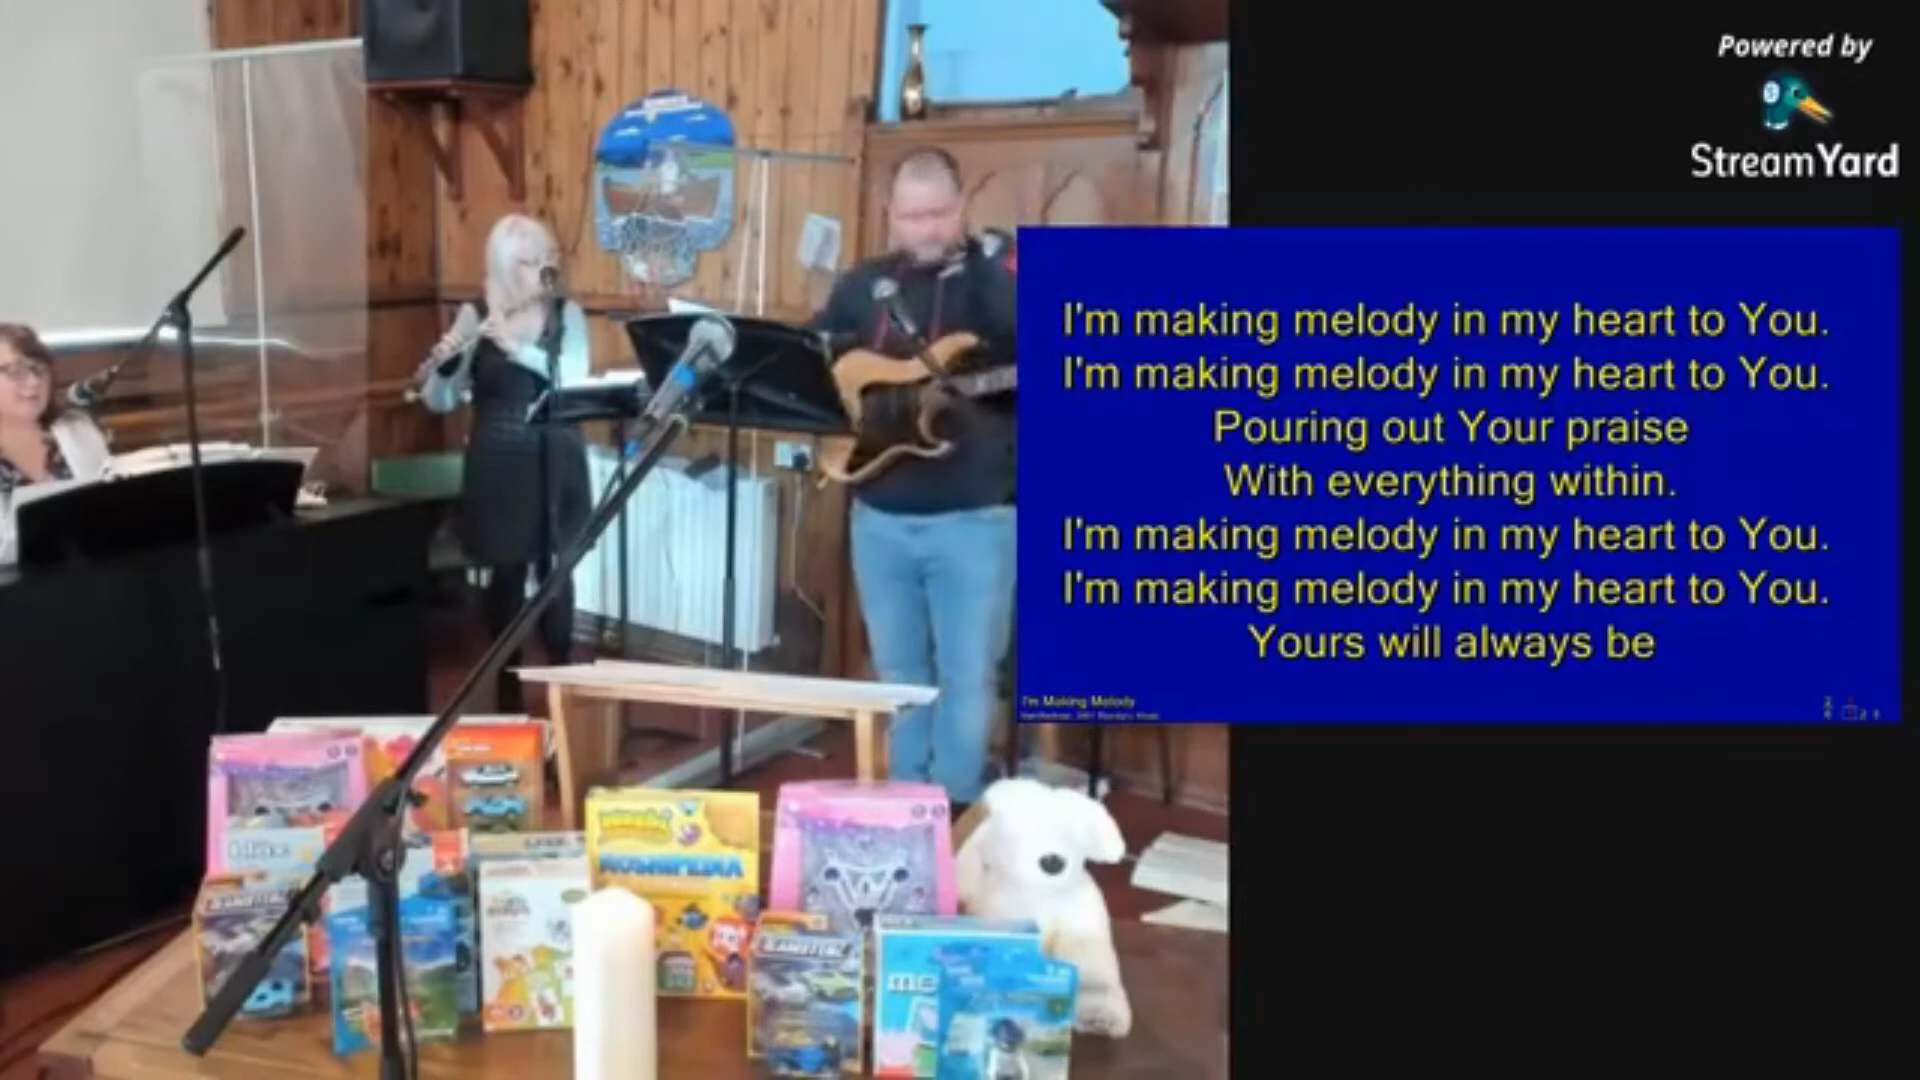 Powered by
StreamYard
I'm making melody in my heart to You.
I'm making melody in my heart to You.
Pouring out Your praise
With everything within.
I'm making melody in my heart to You.
I'm making melody in my heart to You.
Yours will always be
I'm Making Melody